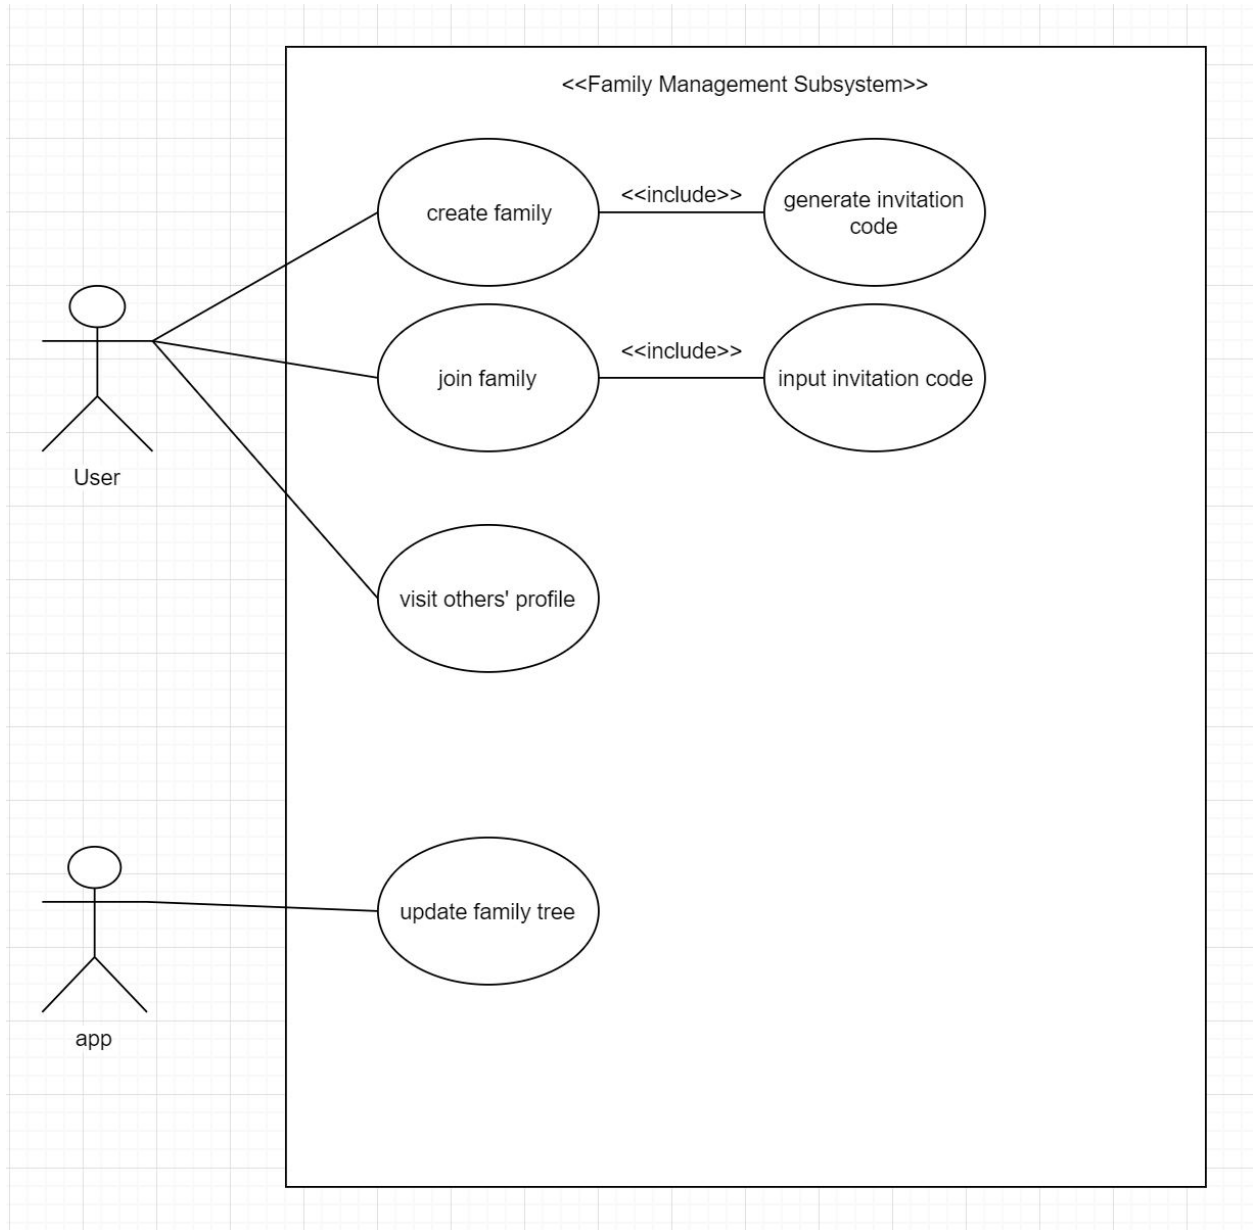 <<Family Management Subsystem>>
create family
<<include>>
generate invitation
code
join family
<<include>>
input invitation code
User
visit others' profile
update family tree
app